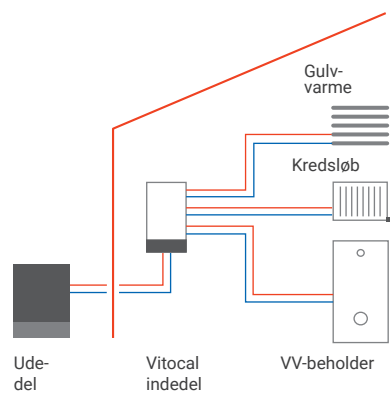 Gulv-
varme
Kredsløb
Ude-
del
Vitocal
indedel
VV-beholder